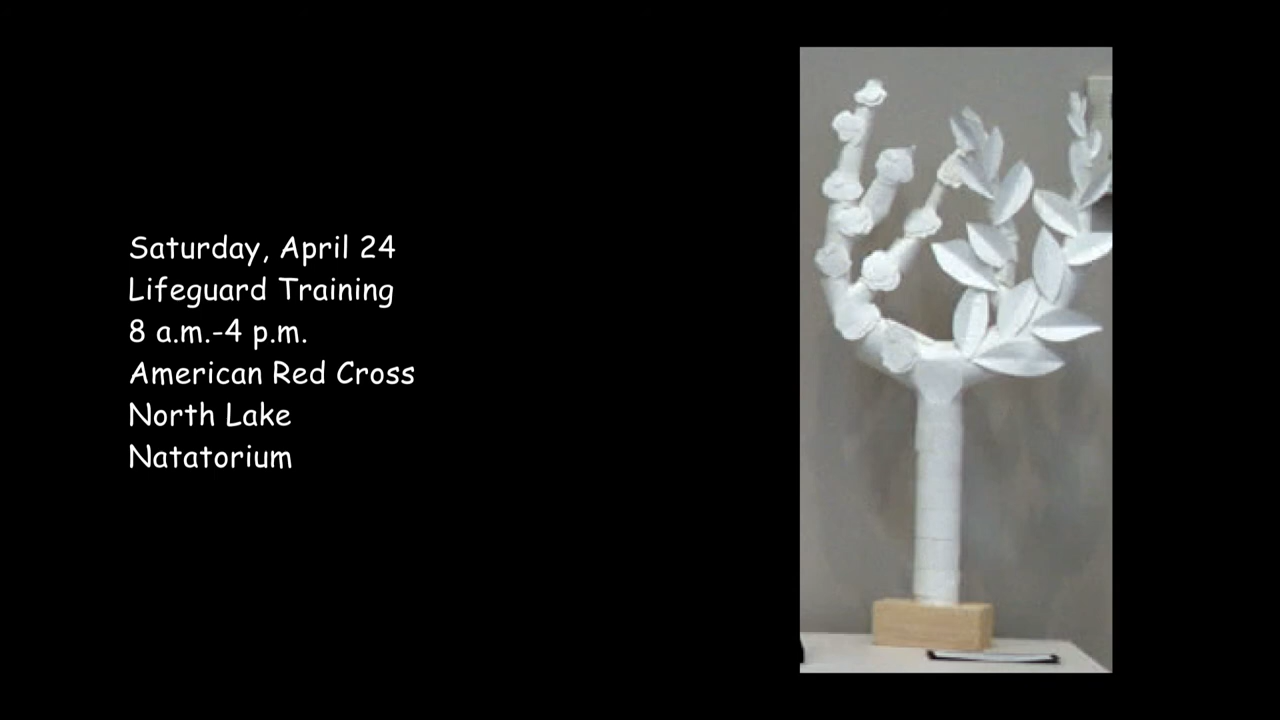 Saturday, April 24
Lifeguard Training
8 a.m.-4 p.m.
American Red Cross
North Lake
Natatorium